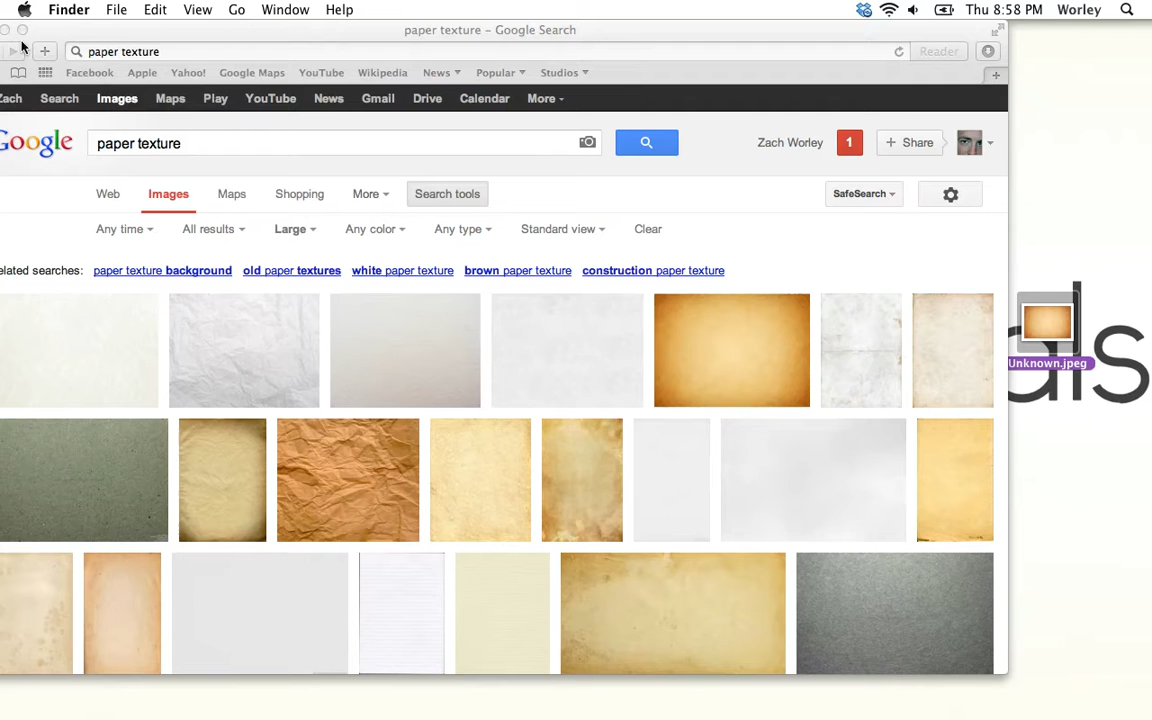 Finder File Edit View Go Window Help Thu 8:58 PM Worley
paper texture – Google Search
paper texture Reader
Facebook Apple Yahoo! Google Maps YouTube Wikipedia News Popular Studios
Zach Search Images Maps Play YouTube News Gmail Drive Calendar More
Google paper texture Zach Worley 1 + Share
Web Images Maps Shopping More Search tools SafeSearch
Any time All results Large Any color Any type Standard view Clear
elated searches: paper texture background old paper textures white paper texture brown paper texture construction paper texture
als
Unknown.jpeg